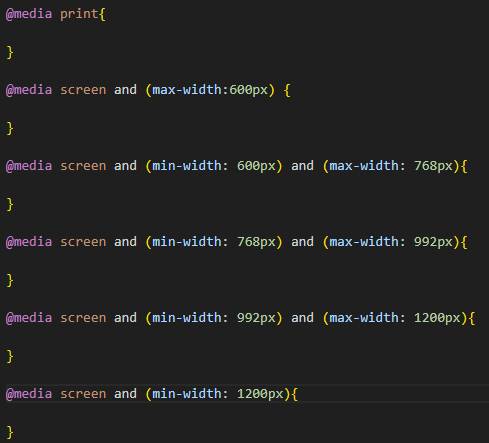 @media print{
}
@media screen and (max-width:600px) {
}
@media screen and (min-width: 600px) and (max-width: 768px){
}
@media screen and (min-width: 768px) and (max-width: 992px){
}
@media screen and (min-width: 992px) and (max-width: 1200px){
}
@media screen and (min-width: 1200px){
}